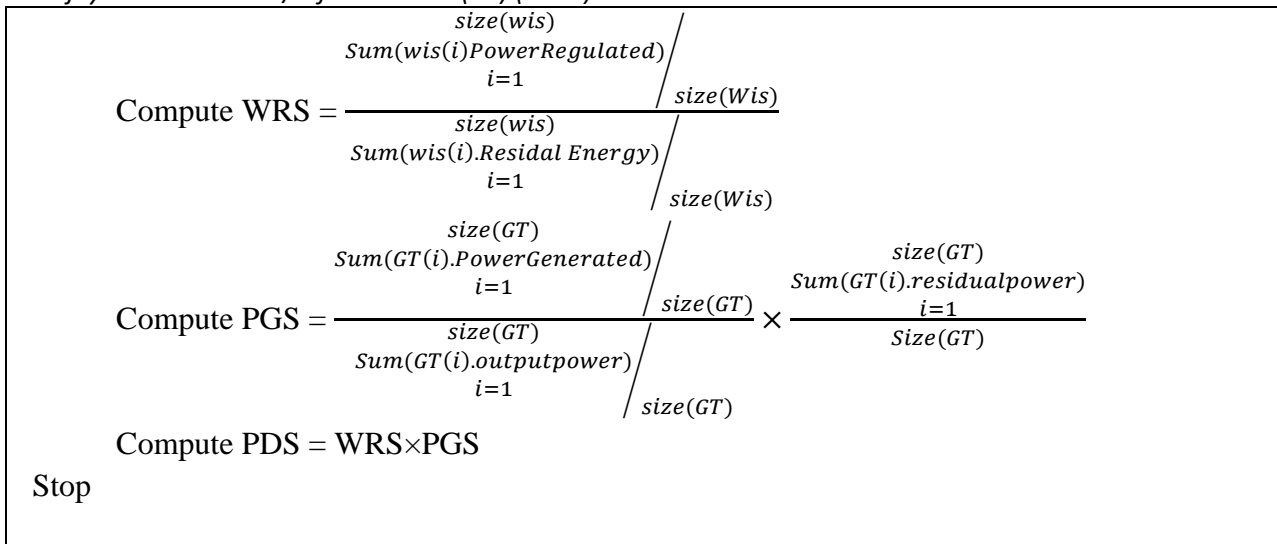 size(wis)
Sum(wis(i)PowerRegulated)
i=1
size(Wis)
Compute WRS =
size(wis)
Sum(wis(i).Residal Energy)
i=1
size(Wis)
size(GT)
Sum(GT(i).PowerGenerated)
i=1
size(GT)
Compute PGS =
size(GT)
Sum(GT(i).outputpower)
i=1
size(GT)
×
size(GT)
Sum(GT(i).residualpower)
i=1
Size(GT)
Compute PDS = WRS×PGS
Stop